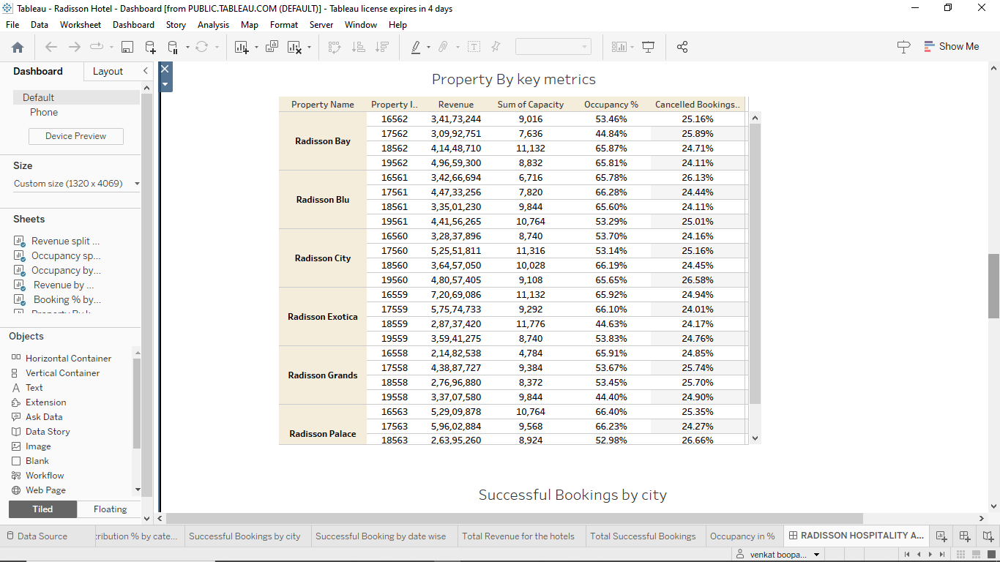 Tableau - Radisson Hotel - Dashboard [from PUBLIC.TABLEAU.COM (DEFAULT)] - Tableau license expires in 4 days
File Data Worksheet Dashboard Story Analysis Map Format Server Window Help
Show Me
Dashboard Layout
Default
Phone
Device Preview
Size
Custom size (1320 x 4069)
Sheets
Revenue split ...
Occupancy sp...
Occupancy by...
Revenue by ...
Booking % by...
Objects
Horizontal Container
Vertical Container
Text
Extension
Ask Data
Data Story
Image
Blank
Workflow
Web Page
Tiled Floating
Property By key metrics
Property Name Property I.. Revenue Sum of Capacity Occupancy % Cancelled Bookings..
Radisson Bay
16562 3,41,73,244 9,016 53.46% 25.16%
17562 3,09,92,751 7,636 44.84% 25.89%
18562 4,14,48,710 11,132 65.87% 24.71%
19562 4,96,59,300 8,832 65.81% 24.11%
Radisson Blu
16561 3,42,66,694 6,716 65.78% 26.13%
17561 4,47,33,256 7,820 66.28% 24.44%
18561 3,35,01,230 9,844 65.60% 24.11%
19561 4,41,56,265 10,764 53.29% 25.01%
Radisson City
16560 3,28,37,896 8,740 53.70% 24.16%
17560 5,25,51,811 11,316 53.14% 25.16%
18560 3,64,57,050 10,028 66.19% 24.45%
19560 4,80,57,405 9,108 65.65% 26.58%
Radisson Exotica
16559 7,20,69,086 11,132 65.92% 24.94%
17559 5,75,74,733 9,292 66.10% 24.01%
18559 2,87,37,420 11,776 44.63% 24.17%
19559 3,59,41,275 8,740 53.83% 24.76%
Radisson Grands
16558 2,14,82,538 4,784 65.91% 24.85%
17558 4,38,87,727 9,384 53.67% 25.74%
18558 2,76,96,880 8,372 53.45% 25.70%
19558 3,37,07,580 9,844 44.40% 24.90%
Radisson Palace
16563 5,29,09,878 10,764 66.40% 25.35%
17563 5,96,02,884 9,568 66.23% 24.27%
18563 2,63,95,260 8,924 52.98% 26.66%
Successful Bookings by city
Data Source tribution % by cate... Successful Bookings by city Successful Booking by date wise Total Revenue for the hotels Total Successful Bookings Occupancy in % RADISSON HOSPITALITY A...
venkat boopa...